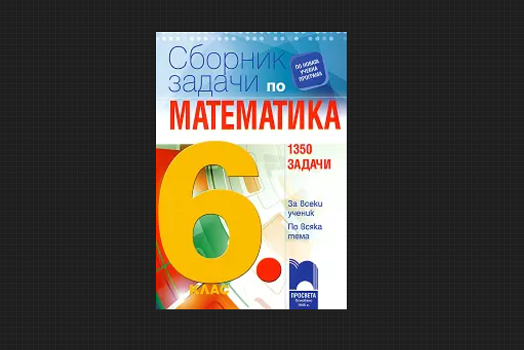 Сборник
задачи по
ПО НОВАТА
УЧЕБНА
ПРОГРАМА
МАТЕМАТИКА
1350
ЗАДАЧИ
6.
КЛАС
За всеки
ученик
По всяка
тема
ПРОСВЕТА